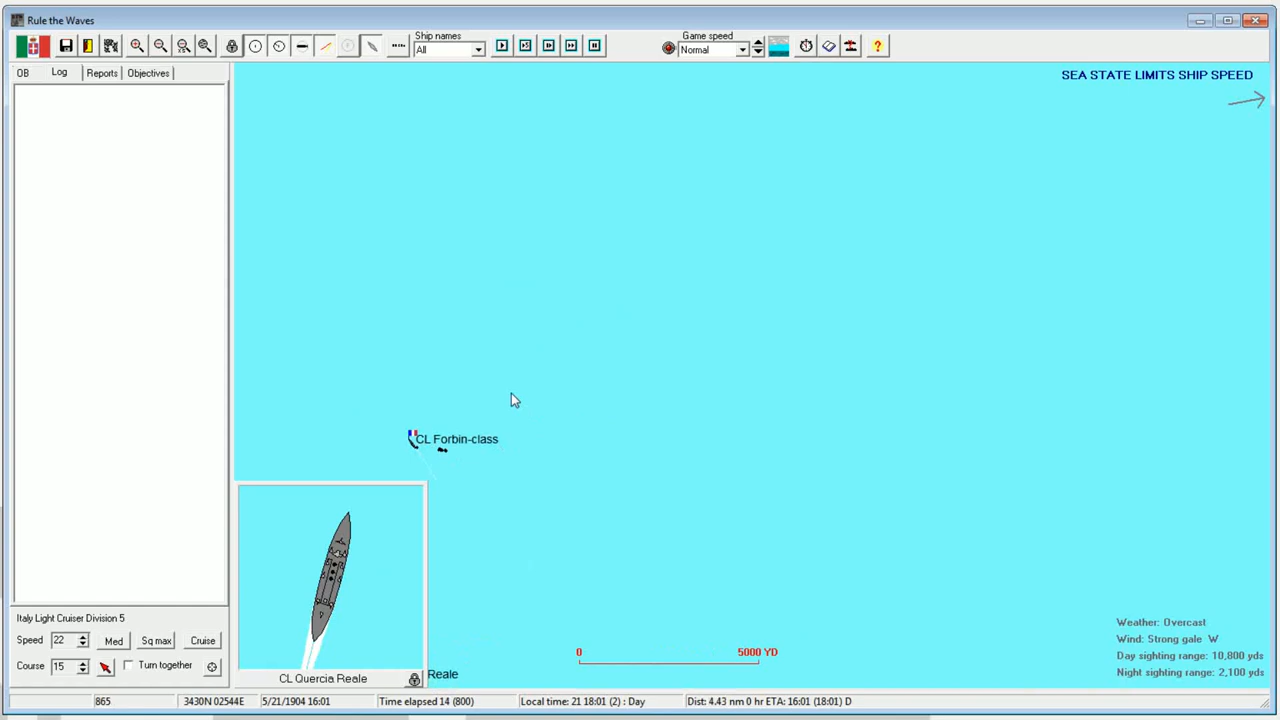 Rule the Waves
Ship names
All
Game speed
Normal
OB Log Reports Objectives
SEA STATE LIMITS SHIP SPEED
CL Forbin-class
Italy Light Cruiser Division 5
Speed 22 Med Sq max Cruise
Course 15 Turn together
CL Quercia Reale
Reale
0 5000 YD
Weather: Overcast
Wind: Strong gale W
Day sighting range: 10,800 yds
Night sighting range: 2,100 yds
865 3430N 02544E 5/21/1904 16:01 Time elapsed 14 (800) Local time: 21 18:01 (2) : Day Dist: 4.43 nm 0 hr ETA: 16:01 (18:01) D